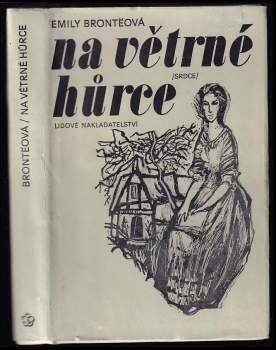 EMILY BRONTËOVÁ
na větrné
hůrce
/SRDCE/
LIDOVÉ NAKLADATELSTVÍ
BRONTËOVÁ / NA VĚTRNÉ HŮRCE